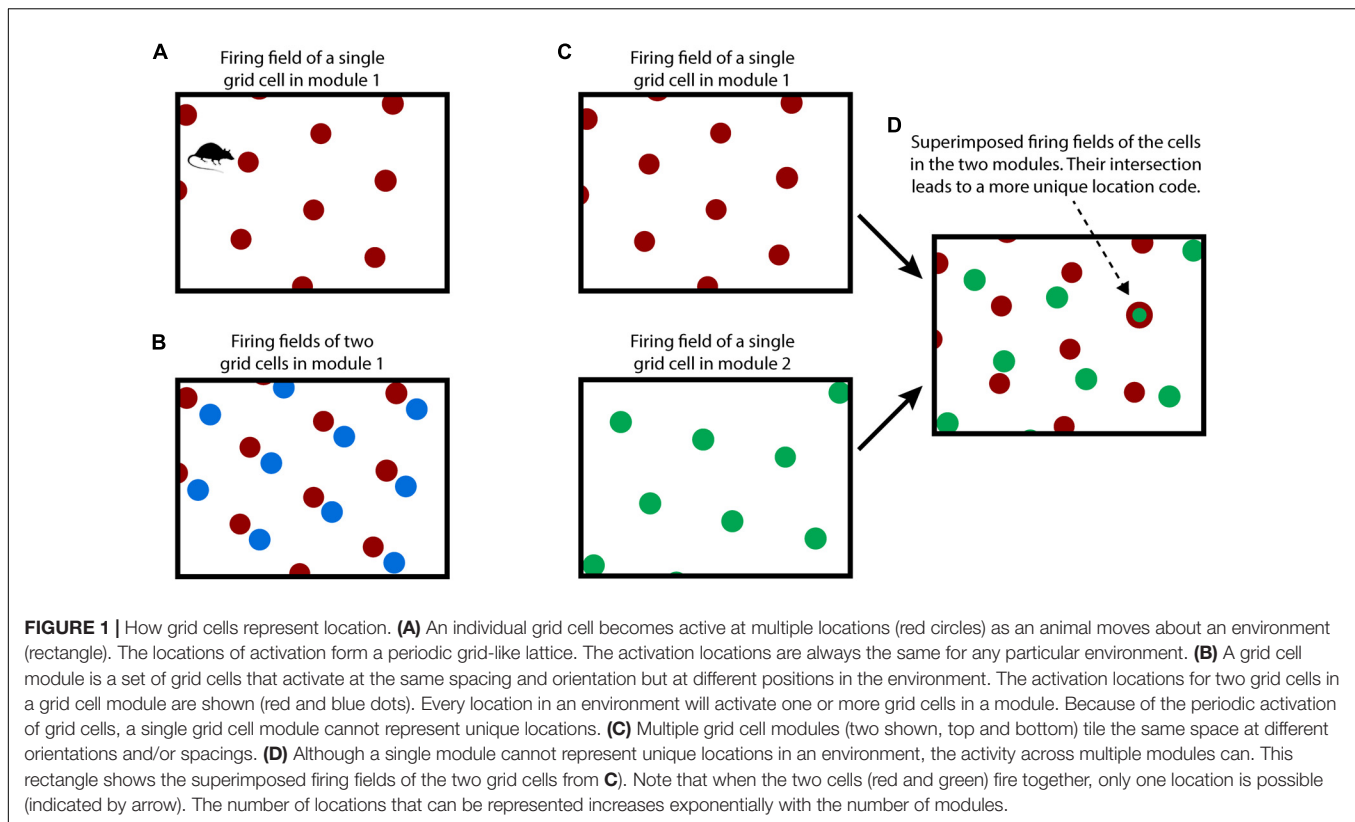 A
Firing field of a single
grid cell in module 1
B
Firing fields of two
grid cells in module 1
C
Firing field of a single
grid cell in module 1
Firing field of a single
grid cell in module 2
D
Superimposed firing fields of the cells
in the two modules. Their intersection
leads to a more unique location code.
FIGURE 1 | How grid cells represent location. (A) An individual grid cell becomes active at multiple locations (red circles) as an animal moves about an environment
(rectangle). The locations of activation form a periodic grid-like lattice. The activation locations are always the same for any particular environment. (B) A grid cell
module is a set of grid cells that activate at the same spacing and orientation but at different positions in the environment. The activation locations for two grid cells in
a grid cell module are shown (red and blue dots). Every location in an environment will activate one or more grid cells in a module. Because of the periodic activation
of grid cells, a single grid cell module cannot represent unique locations. (C) Multiple grid cell modules (two shown, top and bottom) tile the same space at different
orientations and/or spacings. (D) Although a single module cannot represent unique locations in an environment, the activity across multiple modules can. This
rectangle shows the superimposed firing fields of the two grid cells from C). Note that when the two cells (red and green) fire together, only one location is possible
(indicated by arrow). The number of locations that can be represented increases exponentially with the number of modules.